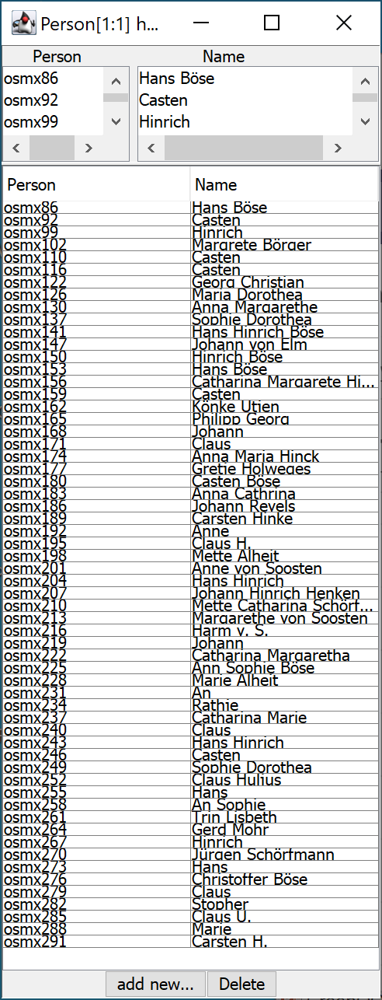 Person[1:1] h...
Person Name
osmx86 Hans Böse
osmx92 Casten
osmx99 Hinrich
Person Name
osmx86 Hans Böse
osmx92 Casten
osmx99 Hinrich
osmx102 Margrete Börger
osmx110 Casten
osmx116 Casten
osmx122 Georg Christian
osmx126 Maria Dorothea
osmx130 Anna Margarethe
osmx137 Sophie Dorothea
osmx141 Hans Hinrich Böse
osmx147 Johann von Elm
osmx150 Hinrich Böse
osmx153 Hans Böse
osmx156 Catharina Margarete Hi...
osmx159 Casten
osmx162 Könke Utien
osmx165 Philipp Georg
osmx168 Johann
osmx171 Claus
osmx174 Anna Maria Hinck
osmx177 Gretje Holweges
osmx180 Casten Böse
osmx183 Anna Cathrina
osmx186 Johann Revels
osmx189 Carsten Hinke
osmx192 Anne
osmx195 Claus H.
osmx198 Mette Alheit
osmx201 Anne von Soosten
osmx204 Hans Hinrich
osmx207 Johann Hinrich Henken
osmx210 Mette Catharina Schörf...
osmx213 Margarethe von Soosten
osmx216 Harm v. S.
osmx219 Johann
osmx222 Catharina Margaretha
osmx225 Ann Sophie Böse
osmx228 Marie Alheit
osmx231 An
osmx234 Rathje
osmx237 Catharina Marie
osmx240 Claus
osmx243 Hans Hinrich
osmx246 Casten
osmx249 Sophie Dorothea
osmx252 Claus Hulius
osmx255 Hans
osmx258 An Sophie
osmx261 Trin Lisbeth
osmx264 Gerd Mohr
osmx267 Hinrich
osmx270 Jürgen Schörfmann
osmx273 Hans
osmx276 Christoffer Böse
osmx279 Claus
osmx282 Stopher
osmx285 Claus U.
osmx288 Marie
osmx291 Carsten H.
add new... Delete